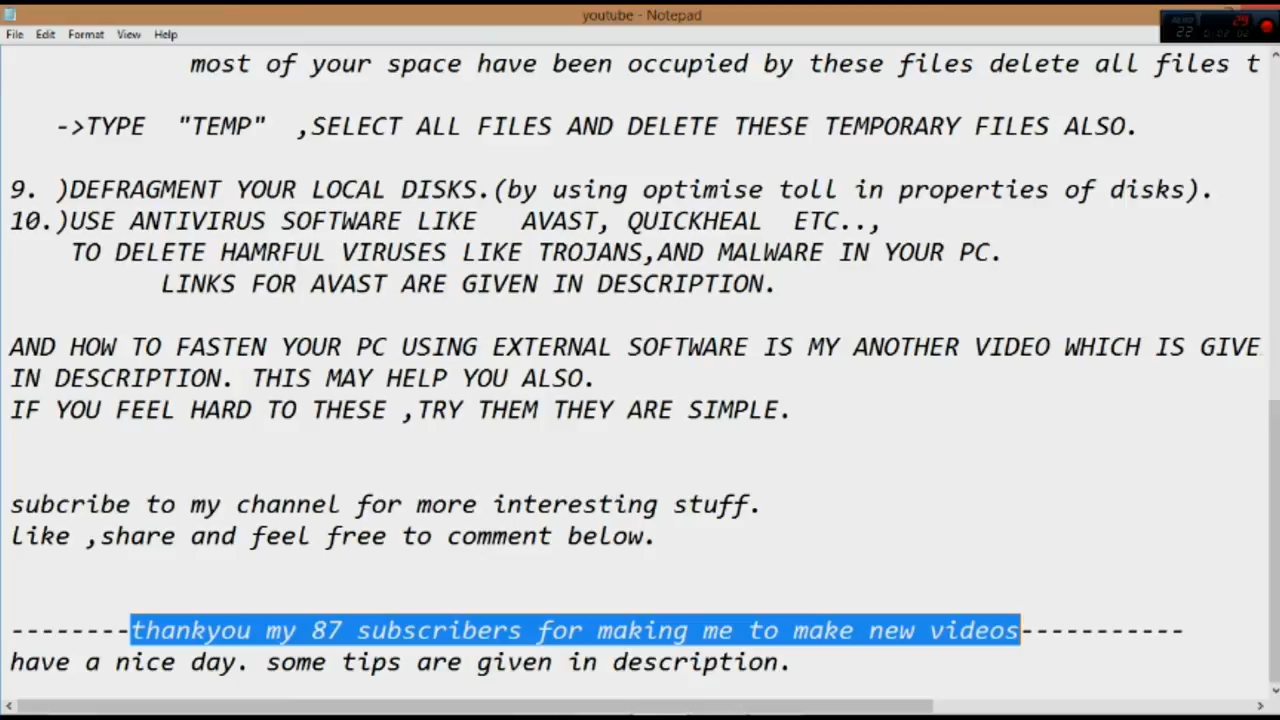 youtube - Notepad
File Edit Format View Help
most of your space have been occupied by these files delete all files t
->TYPE "TEMP" ,SELECT ALL FILES AND DELETE THESE TEMPORARY FILES ALSO.
9. )DEFRAGMENT YOUR LOCAL DISKS.(by using optimise toll in properties of disks).
10.)USE ANTIVIRUS SOFTWARE LIKE AVAST, QUICKHEAL ETC..,
TO DELETE HAMRFUL VIRUSES LIKE TROJANS,AND MALWARE IN YOUR PC.
LINKS FOR AVAST ARE GIVEN IN DESCRIPTION.
AND HOW TO FASTEN YOUR PC USING EXTERNAL SOFTWARE IS MY ANOTHER VIDEO WHICH IS GIVE
IN DESCRIPTION. THIS MAY HELP YOU ALSO.
IF YOU FEEL HARD TO THESE ,TRY THEM THEY ARE SIMPLE.
subcribe to my channel for more interesting stuff.
like ,share and feel free to comment below.
--------thankyou my 87 subscribers for making me to make new videos-----------
have a nice day. some tips are given in description.